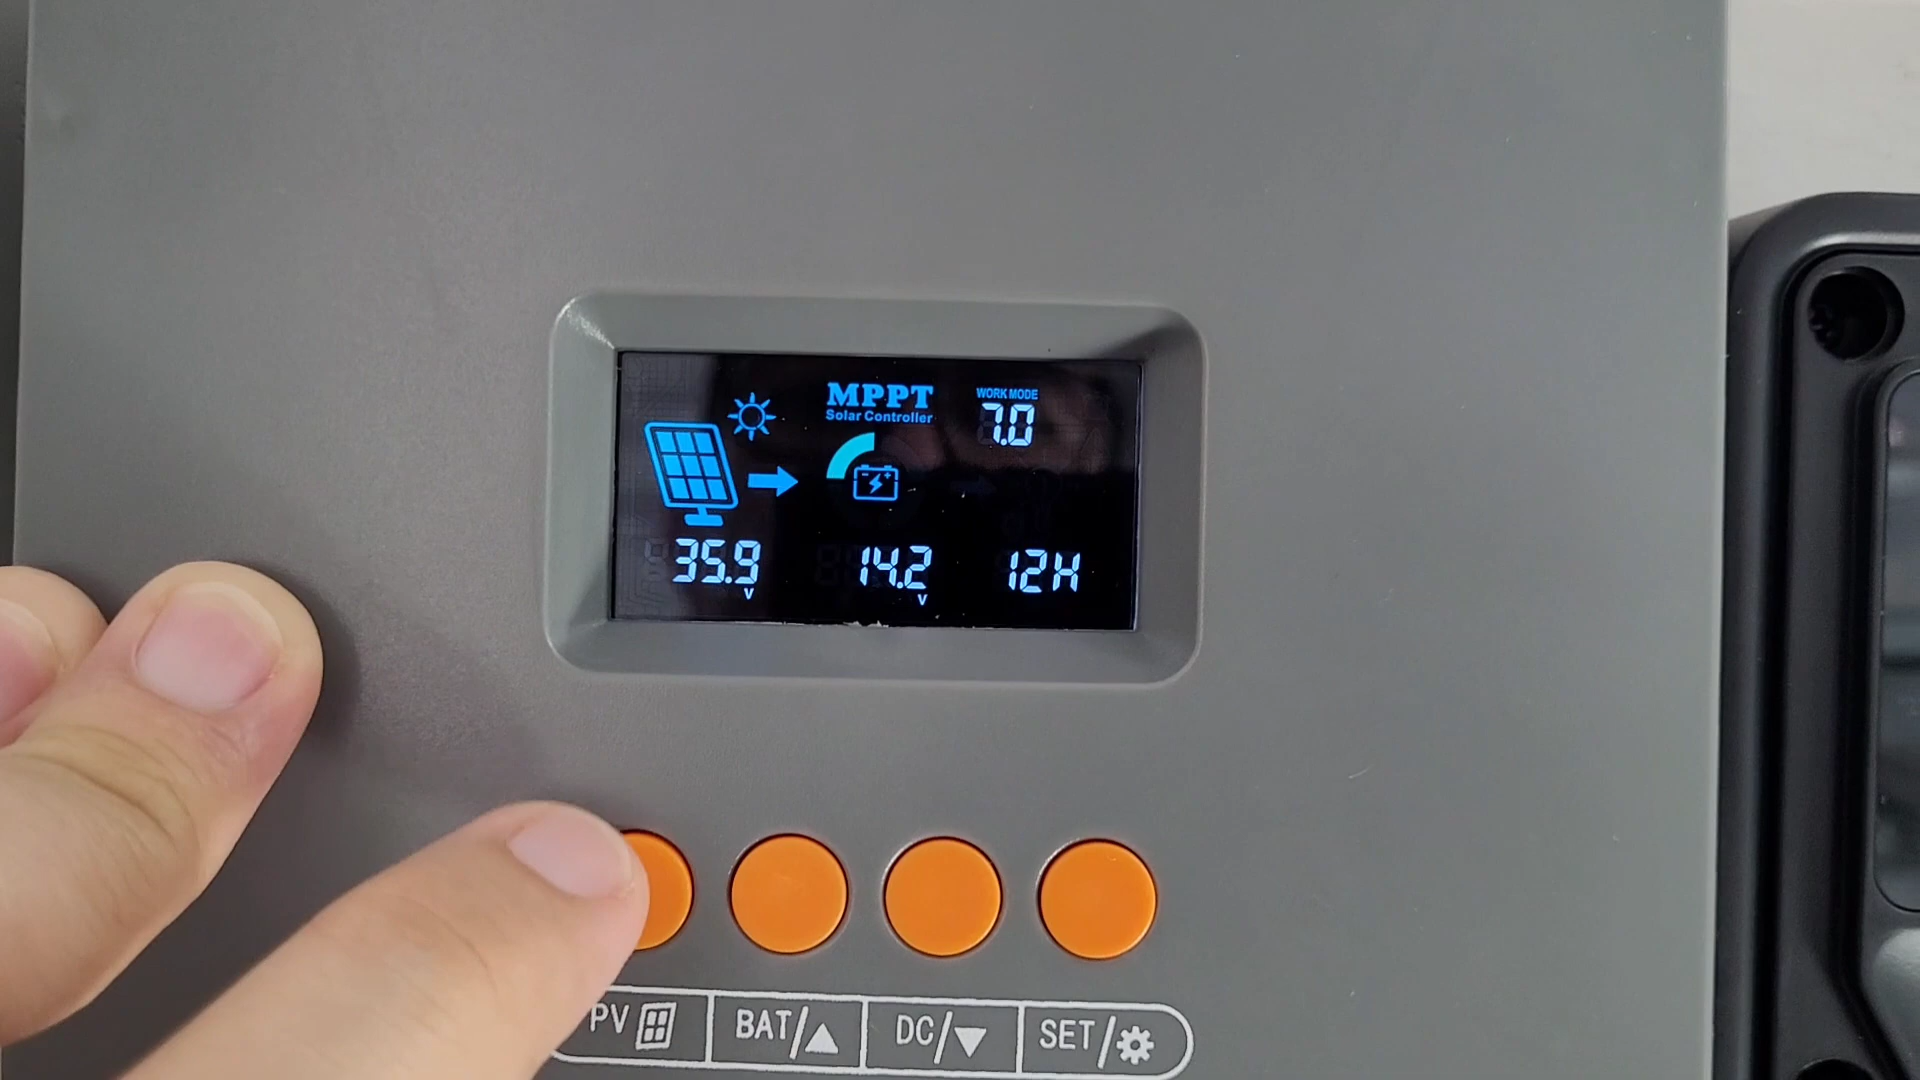 MPPT
Solar Controller
WORK MODE
7.0
35.9 V
14.2 V
12H
PV
BAT/▲
DC/▼
SET/